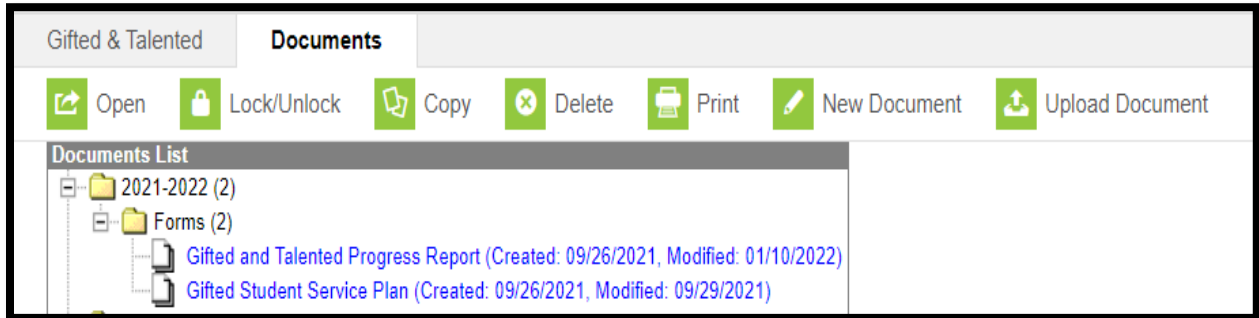 Gifted & Talented Documents
Open Lock/Unlock Copy Delete Print New Document Upload Document
Documents List
2021-2022 (2)
Forms (2)
Gifted and Talented Progress Report (Created: 09/26/2021, Modified: 01/10/2022)
Gifted Student Service Plan (Created: 09/26/2021, Modified: 09/29/2021)